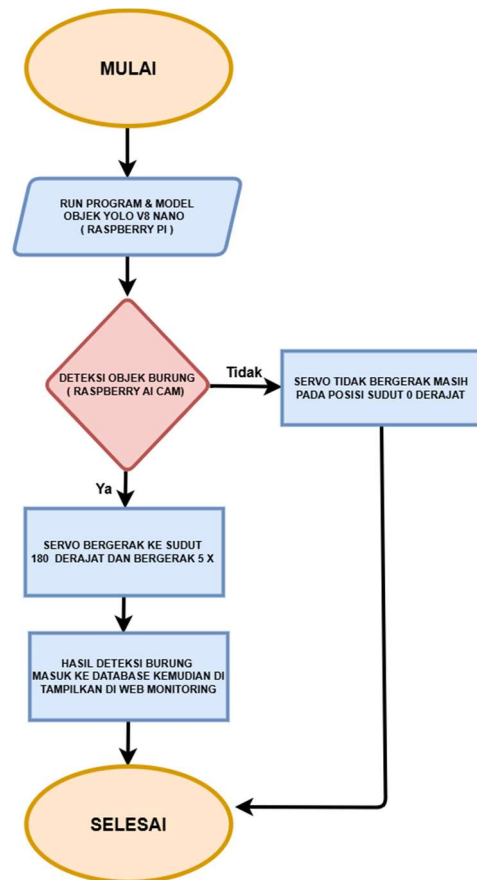 MULAI
RUN PROGRAM & MODEL
OBJEK YOLO V8 NANO
( RASPBERRY PI )
DETEKSI OBJEK BURUNG
( RASPBERRY AI CAM)
Tidak
SERVO TIDAK BERGERAK MASIH
PADA POSISI SUDUT 0 DERAJAT
Ya
SERVO BERGERAK KE SUDUT
180 DERAJAT DAN BERGERAK 5 X
HASIL DETEKSI BURUNG
MASUK KE DATABASE KEMUDIAN DI
TAMPILKAN DI WEB MONITORING
SELESAI